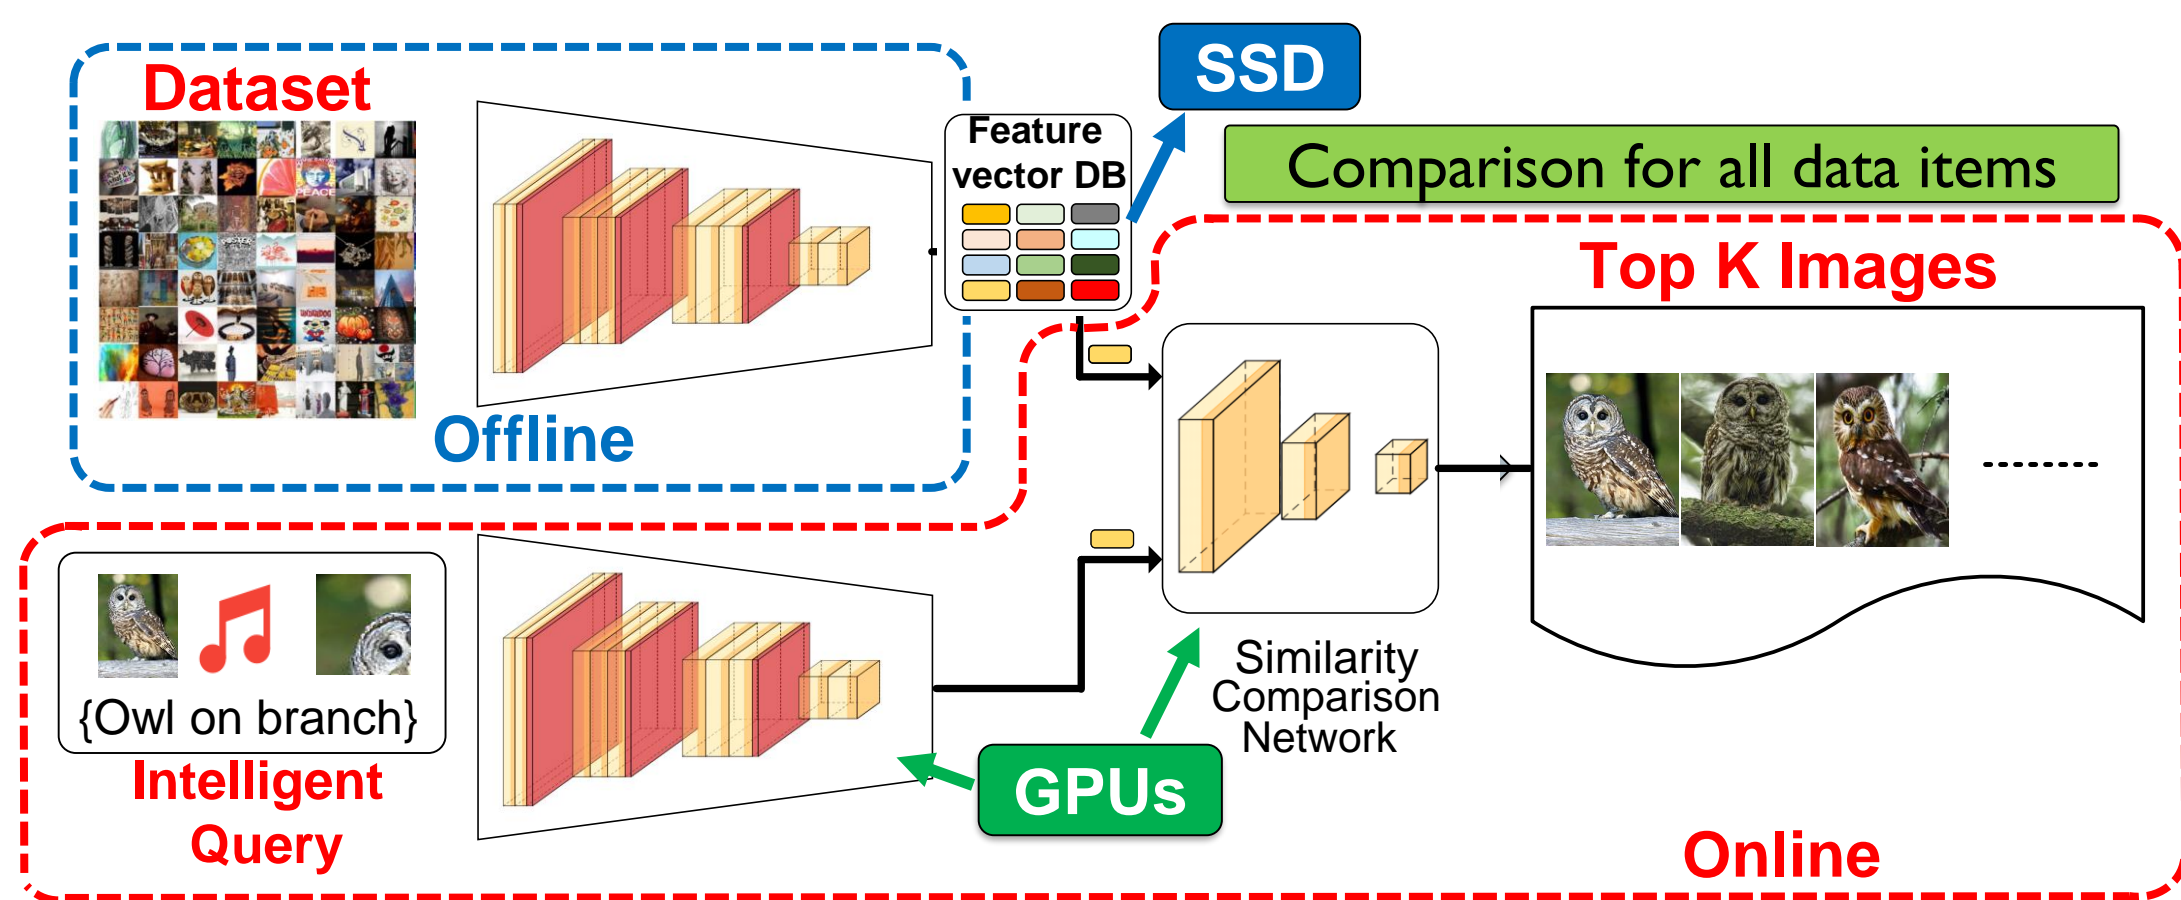 Dataset
SSD
Feature
vector DB
Comparison for all data items
Top K Images
PEACE
Offline
{Owl on branch}
Intelligent
Query
Similarity
Comparison
Network
GPUs
Online